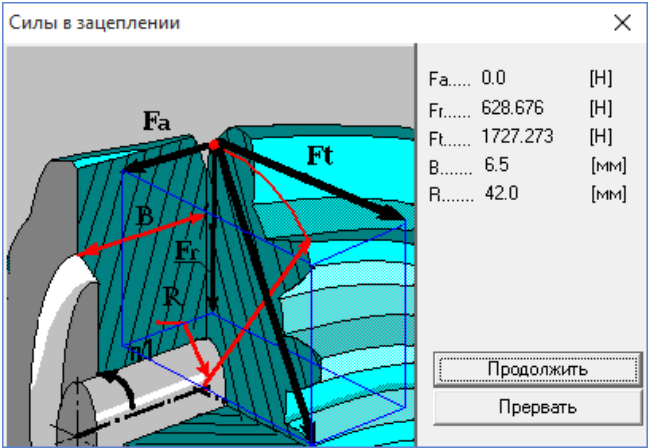 Силы в зацеплении
Fa..... 0.0 [Н]
Fr...... 628.676 [Н]
Ft...... 1727.273 [Н]
B....... 6.5 [мм]
R....... 42.0 [мм]
Fa
Ft
B
Fr
R
n1
Продолжить
Прервать